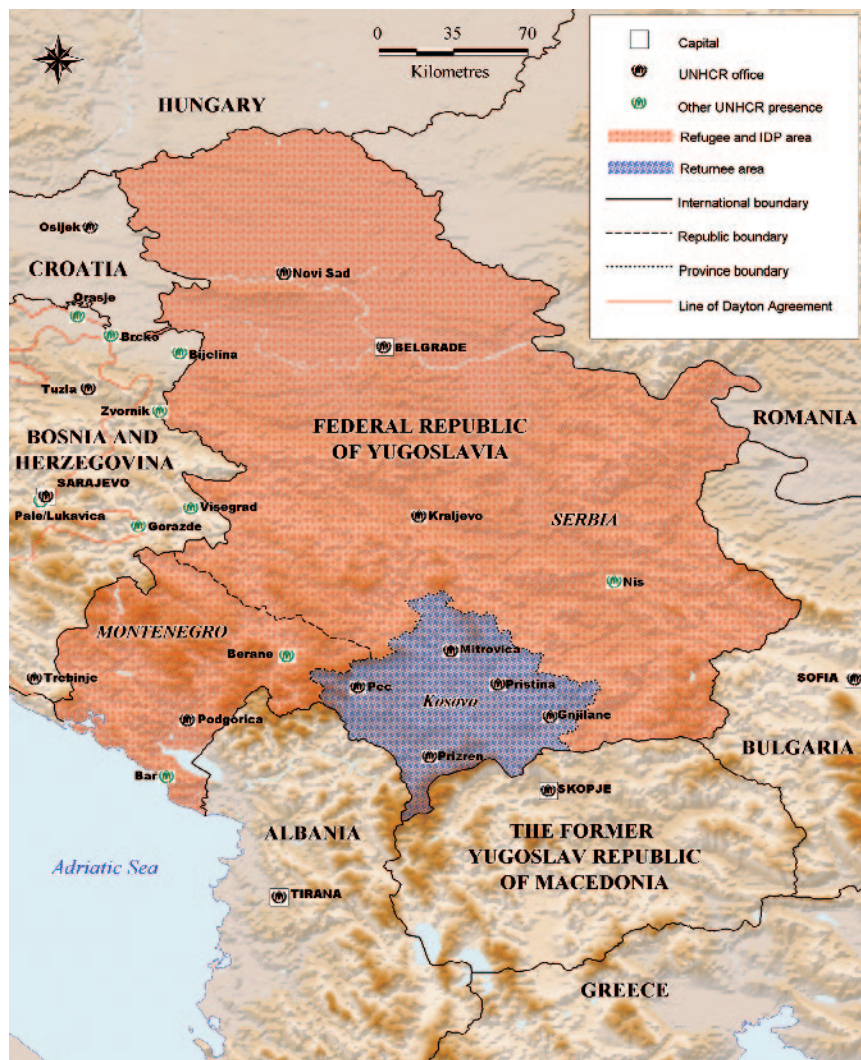 0 35 70
Kilometres
Capital
UNHCR office
Other UNHCR presence
Refugee and IDP area
Returnee area
International boundary
Republic boundary
Province boundary
Line of Dayton Agreement
HUNGARY
Osijek
CROATIA
Novi Sad
Orasje
Brcko
Bijelina
BELGRADE
Tuzla
Zvornik
ROMANIA
FEDERAL REPUBLIC
OF YUGOSLAVIA
BOSNIA AND
HERZEGOVINA
SARAJEVO
Pale/Lukavica
Visegrad
Gorazde
Kraljevo
SERBIA
Nis
MONTENEGRO
Berane
Mitrovica
Trebinje
Pec
Kosovo
Pristina
SOFIA
Podgorica
Gnjilane
BULGARIA
Prizren
Bar
SKOPJE
ALBANIA
THE FORMER
YUGOSLAV REPUBLIC
OF MACEDONIA
Adriatic Sea
TIRANA
GREECE